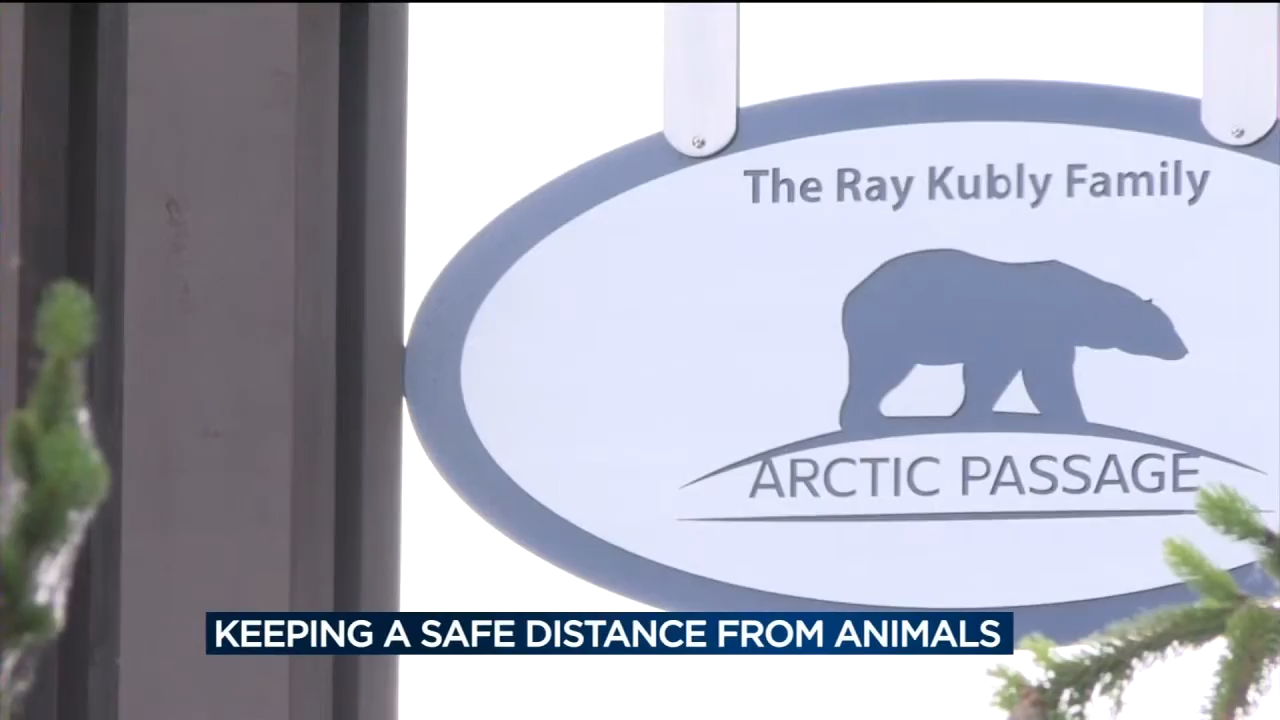 The Ray Kubly Family
ARCTIC PASSAGE
KEEPING A SAFE DISTANCE FROM ANIMALS